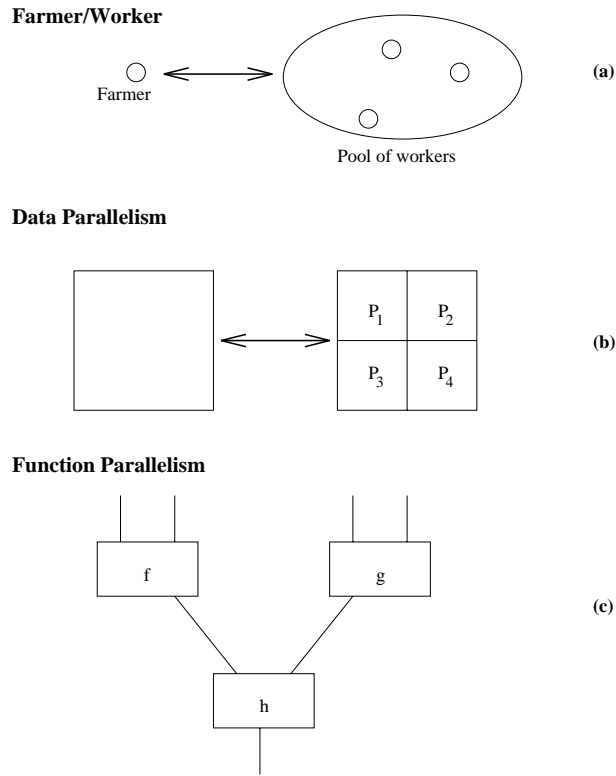 Farmer/Worker
Farmer
Pool of workers
(a)
Data Parallelism
P1 P2
P3 P4
(b)
Function Parallelism
f g
h
(c)